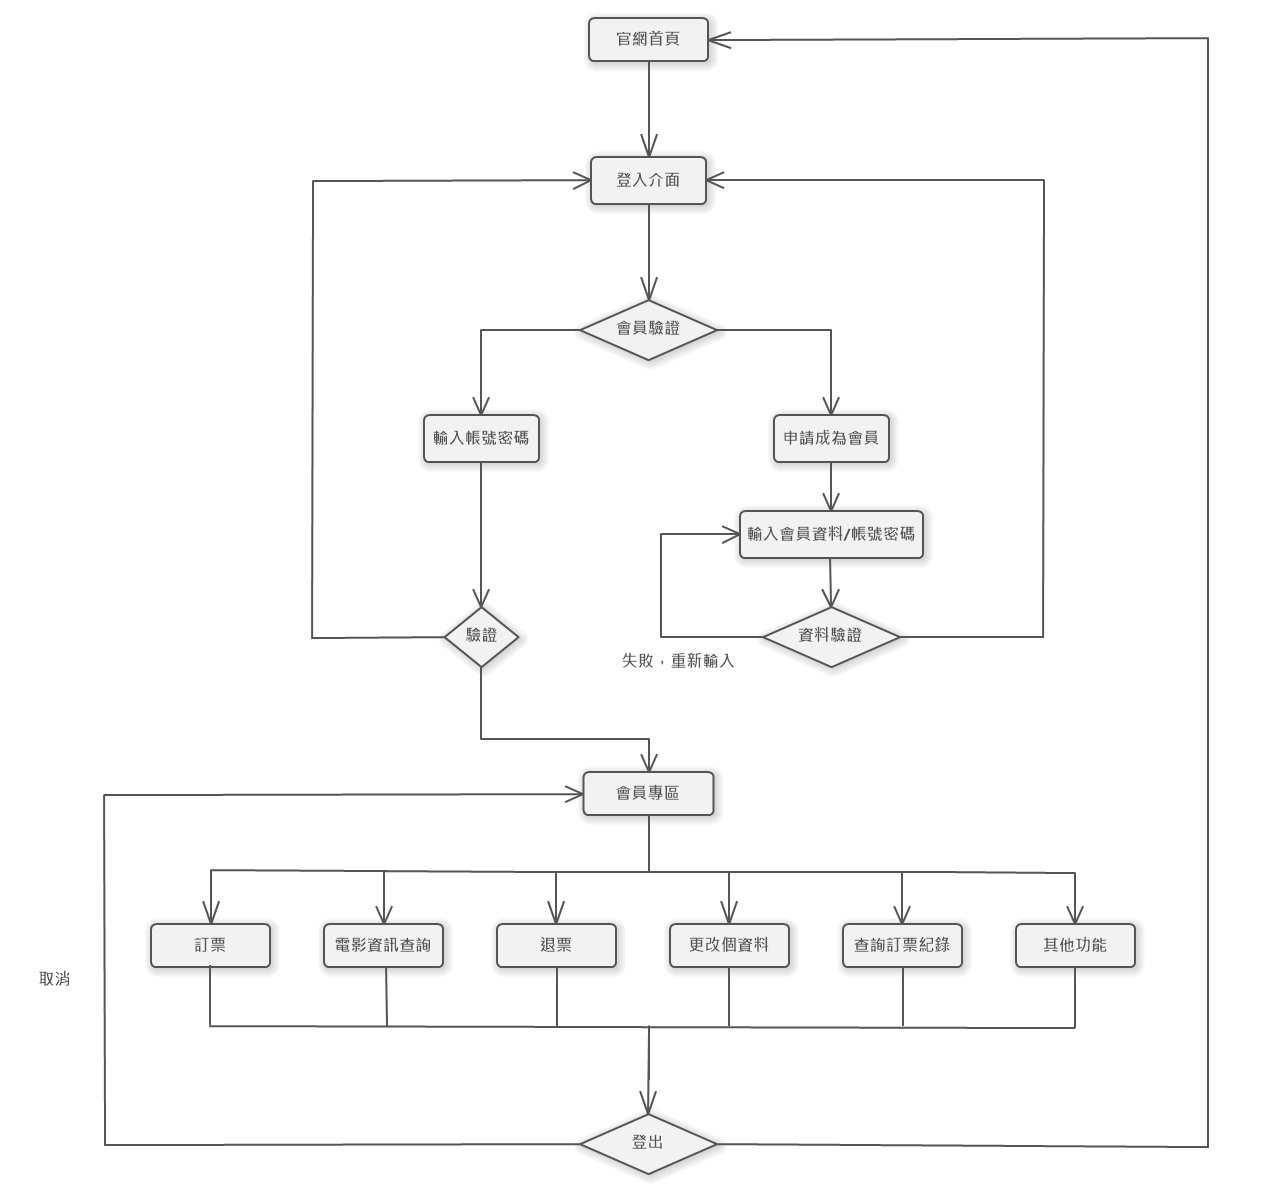 官網首頁
登入介面
會員驗證
輸入帳號密碼
申請成為會員
輸入會員資料/帳號密碼
驗證
資料驗證
失敗，重新輸入
會員專區
訂票
電影資訊查詢
退票
更改個資料
查詢訂票紀錄
其他功能
取消
登出